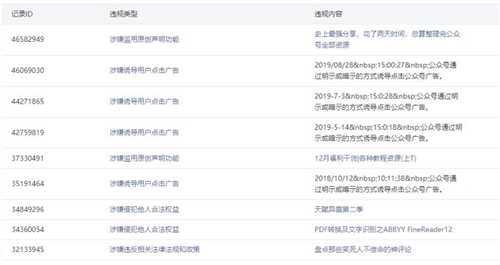 记录ID 违规类型 违规内容
46582949 涉嫌滥用原创声明功能 史上最强分享，花了两天时间，总算整理完公众
号全部资源
46069030 涉嫌诱导用户点击广告 2019/08/28&nbsp;15:00:27&nbsp;公众号通
过明示或暗示的方式诱导点击公众号广告。
44271865 涉嫌诱导用户点击广告 2019-7-3&nbsp;15:0:28&nbsp;公众号通过明
示或暗示的方式诱导点击公众号广告。
42759819 涉嫌诱导用户点击广告 2019-5-14&nbsp;15:0:18&nbsp;公众号通过明
示或暗示的方式诱导点击公众号广告。
37330491 涉嫌滥用原创声明功能 12月福利干货|各种教程资源(上1)
35191464 涉嫌诱导用户点击广告 2018/10/12&nbsp;10:11:38&nbsp;公众号通
过明示或暗示的方式诱导点击公众号广告。
34849296 涉嫌侵犯他人合法权益 天赋异禀第二季
34360054 涉嫌侵犯他人合法权益 PDF转换及文字识别之ABBYY FineReader12
32133945 涉嫌违反相关法律法规和政策 盘点那些笑死人不偿命的神评论